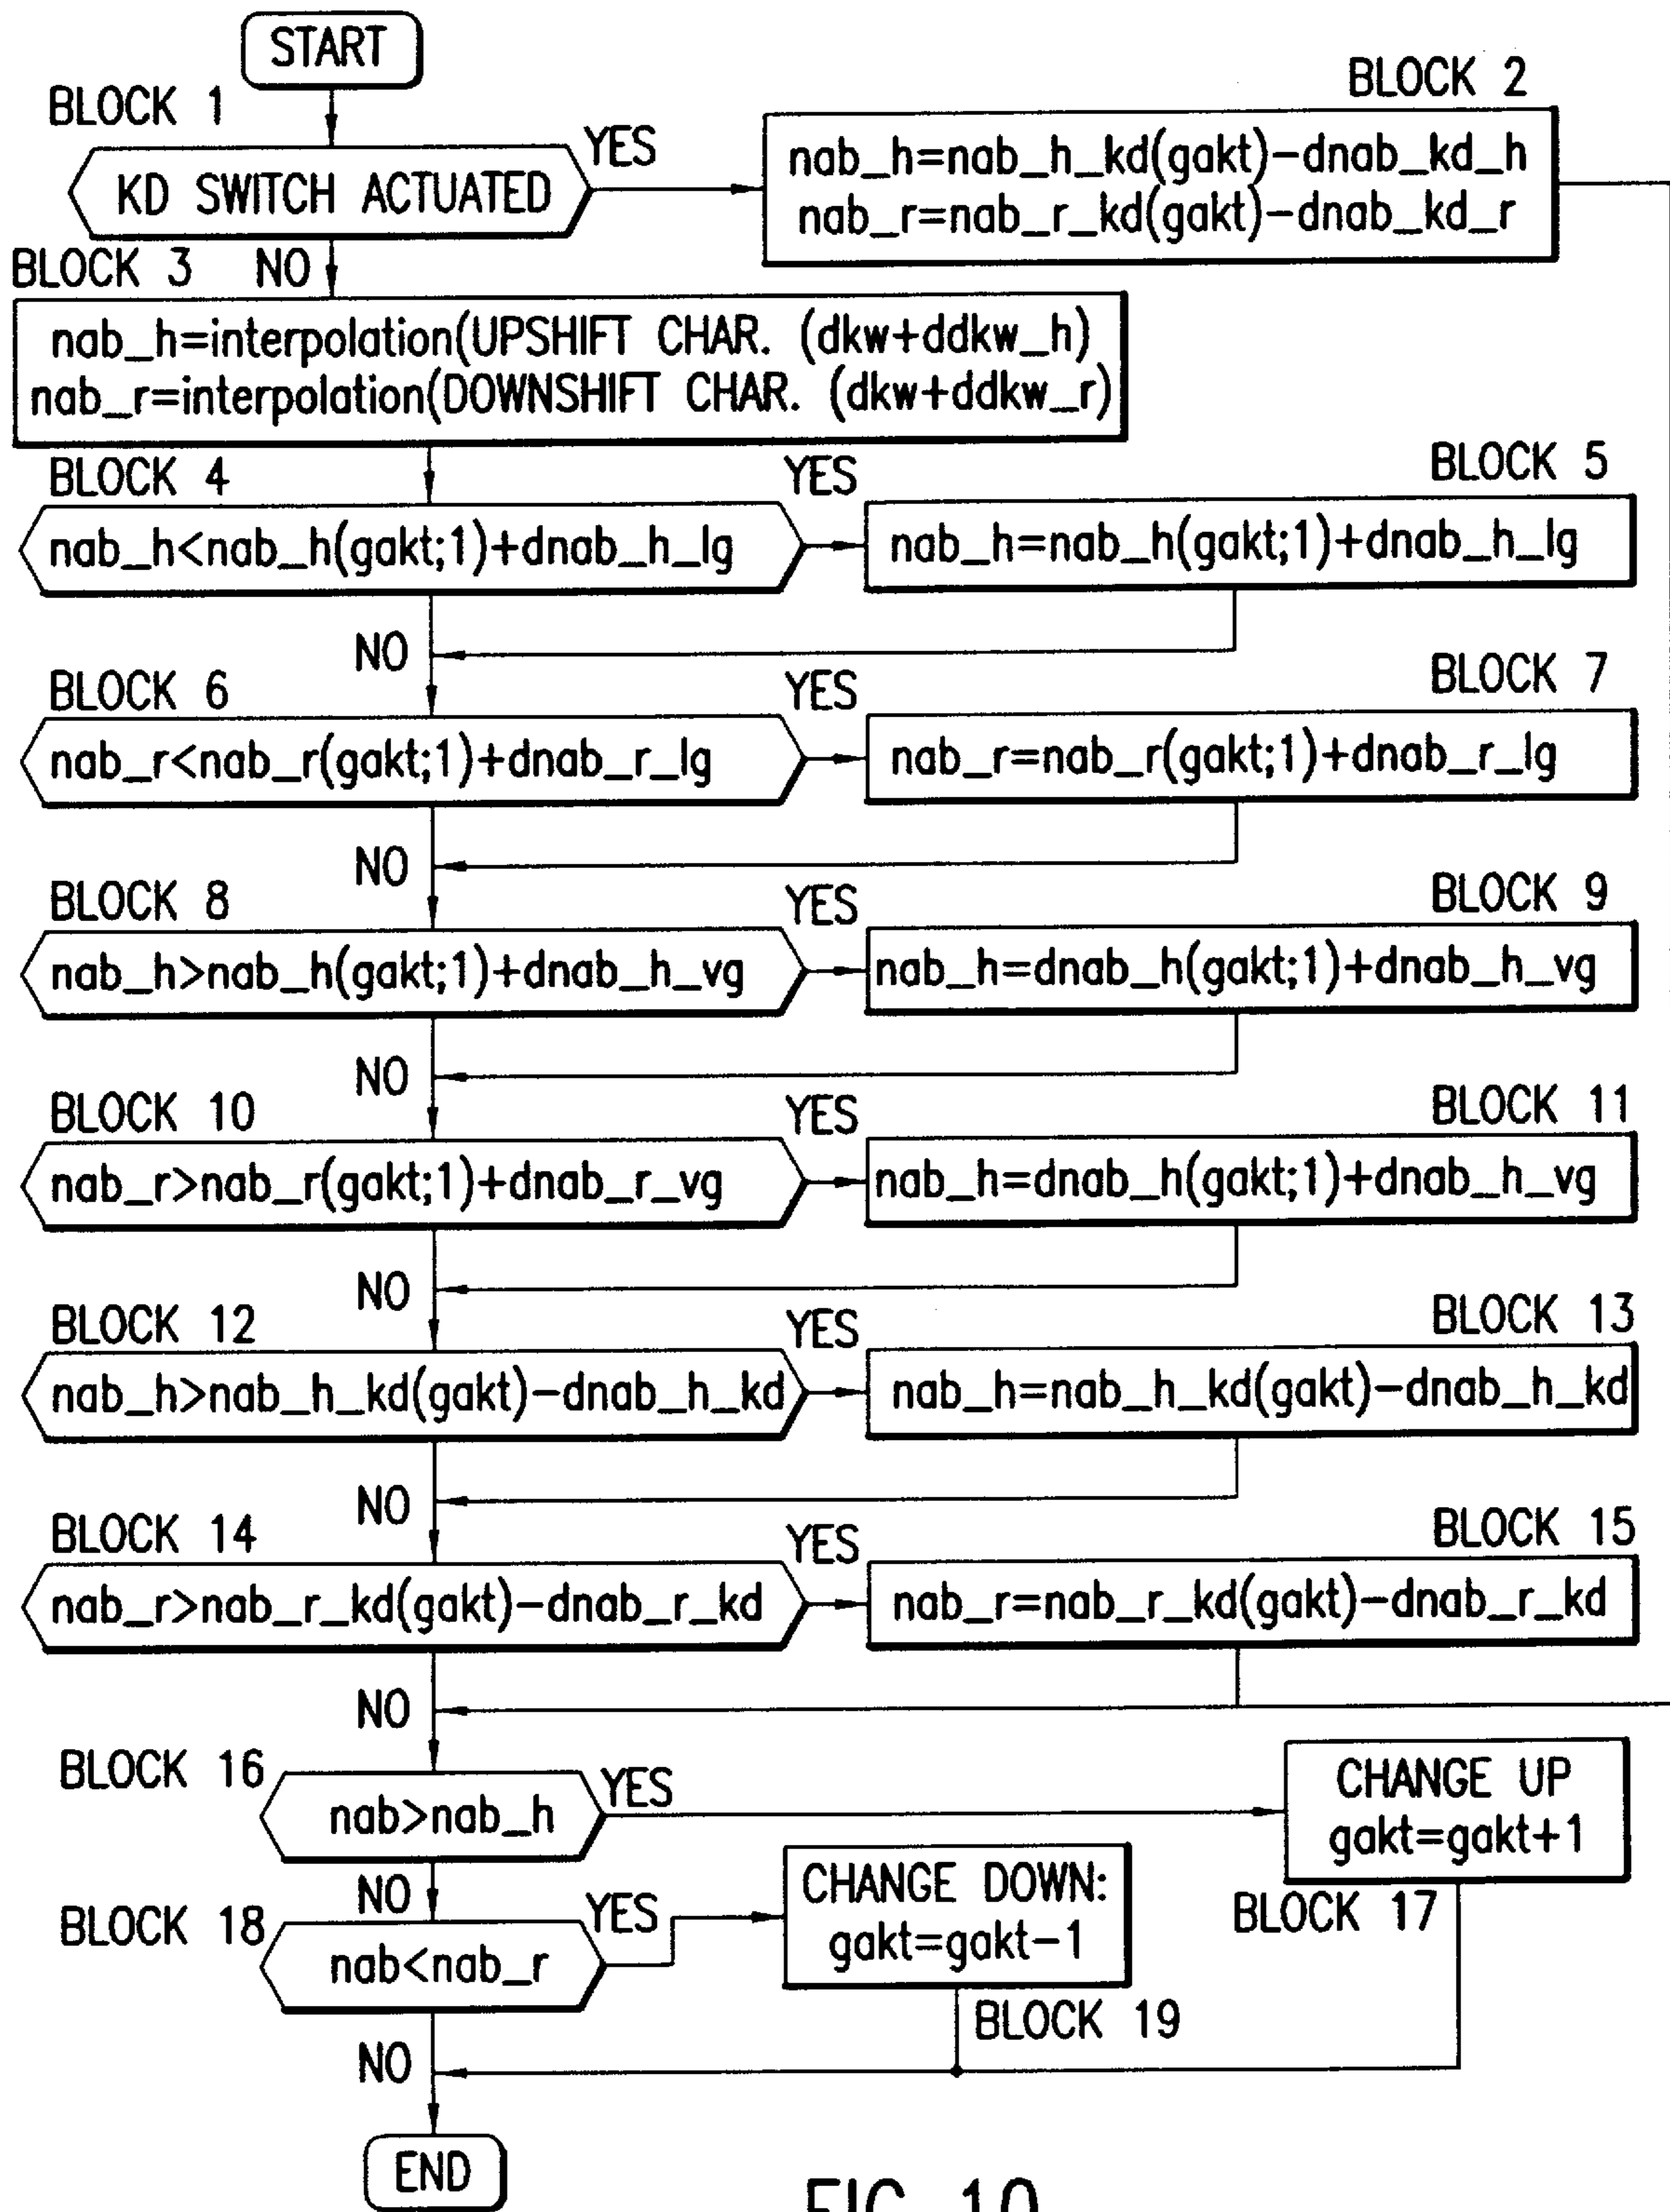 START
BLOCK 1
KD SWITCH ACTUATED
YES
BLOCK 2
nab_h=nab_h_kd(gakt)-dnab_kd_h
nab_r=nab_r_kd(gakt)-dnab_kd_r
BLOCK 3
NO
nab_h=interpolation(UPSHIFT CHAR. (dkw+ddkw_h)
nab_r=interpolation(DOWNSHIFT CHAR. (dkw+ddkw_r)
BLOCK 4
nab_h<nab_h(gakt;1)+dnab_h_lg
YES
BLOCK 5
nab_h=nab_h(gakt;1)+dnab_h_lg
NO
BLOCK 6
nab_r<nab_r(gakt;1)+dnab_r_lg
YES
BLOCK 7
nab_r=nab_r(gakt;1)+dnab_r_lg
NO
BLOCK 8
nab_h>nab_h(gakt;1)+dnab_h_vg
YES
BLOCK 9
nab_h=dnab_h(gakt;1)+dnab_h_vg
NO
BLOCK 10
nab_r>nab_r(gakt;1)+dnab_r_vg
YES
BLOCK 11
nab_h=dnab_h(gakt;1)+dnab_h_vg
NO
BLOCK 12
nab_h>nab_h_kd(gakt)-dnab_h_kd
YES
BLOCK 13
nab_h=nab_h_kd(gakt)-dnab_h_kd
NO
BLOCK 14
nab_r>nab_r_kd(gakt)-dnab_r_kd
YES
BLOCK 15
nab_r=nab_r_kd(gakt)-dnab_r_kd
NO
BLOCK 16
nab>nab_h
YES
CHANGE UP
gakt=gakt+1
BLOCK 17
NO
BLOCK 18
nab<nab_r
YES
CHANGE DOWN:
gakt=gakt-1
BLOCK 19
NO
END
FIG. 10